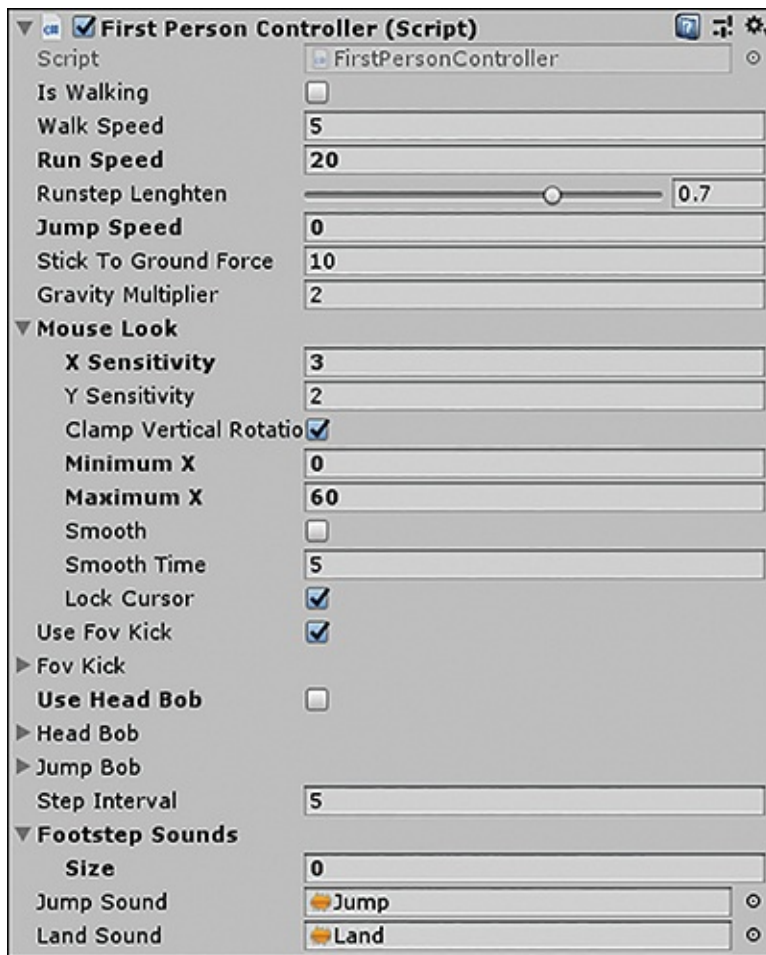 First Person Controller (Script)
Script FirstPersonController
Is Walking
Walk Speed 5
Run Speed 20
Runstep Lenghten 0.7
Jump Speed 0
Stick To Ground Force 10
Gravity Multiplier 2
Mouse Look
X Sensitivity 3
Y Sensitivity 2
Clamp Vertical Rotatio
Minimum X 0
Maximum X 60
Smooth
Smooth Time 5
Lock Cursor
Use Fov Kick
Fov Kick
Use Head Bob
Head Bob
Jump Bob
Step Interval 5
Footstep Sounds
Size 0
Jump Sound Jump
Land Sound Land